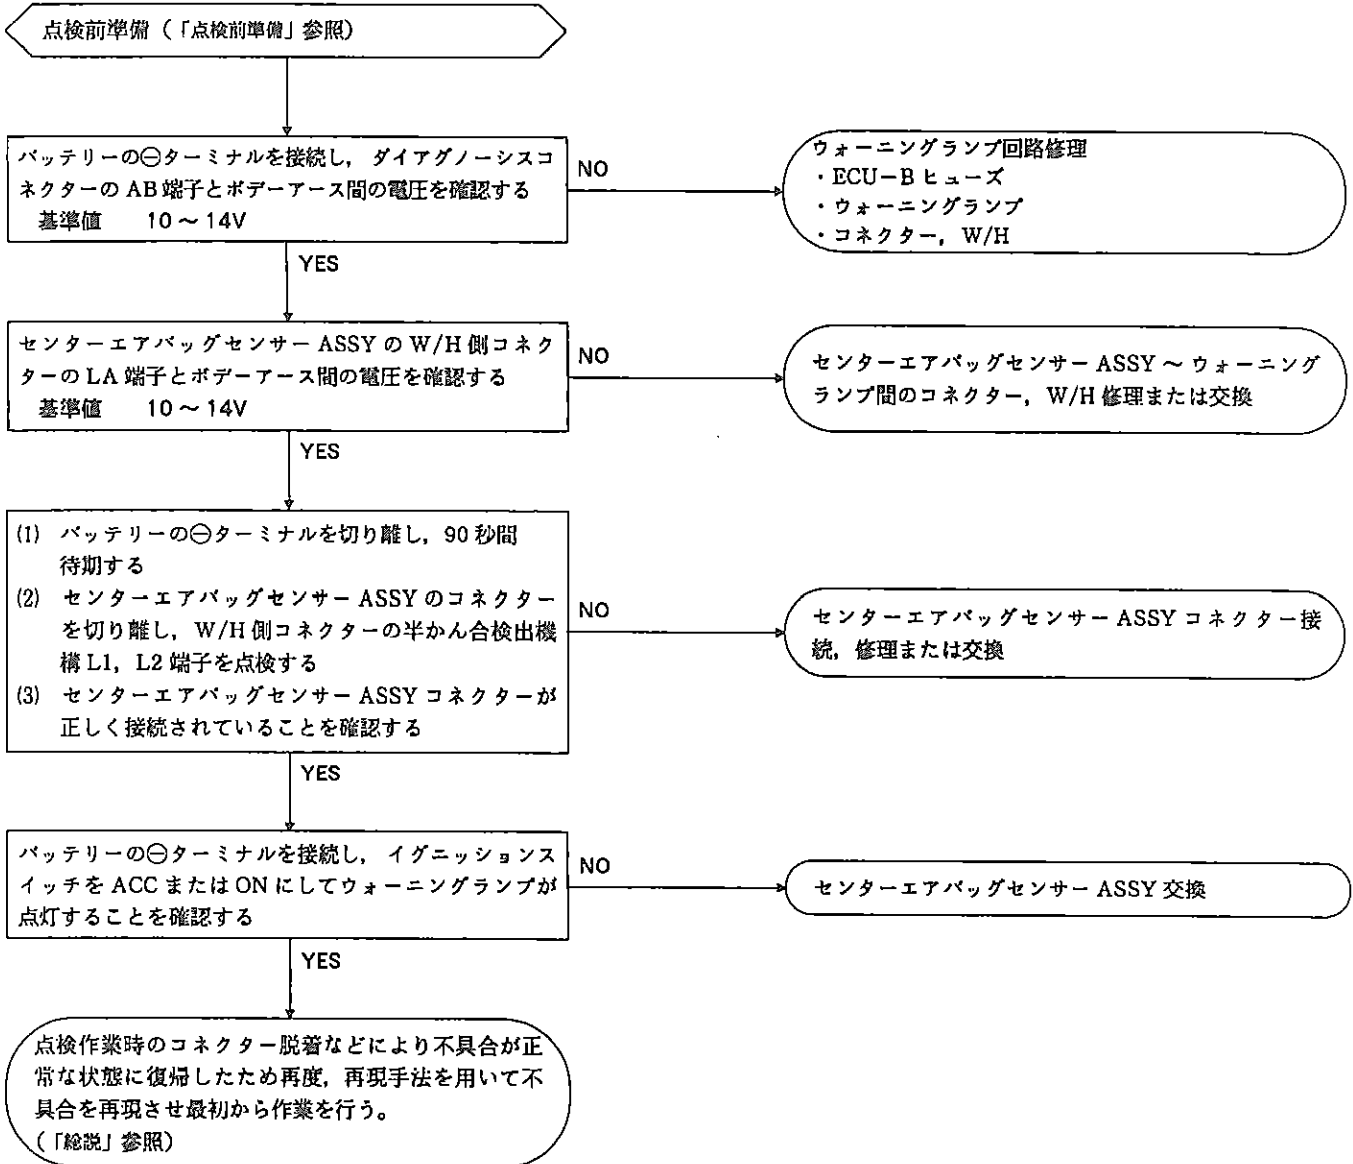 点検前準備(「点検前準備」参照)
バッテリーの⊖ターミナルを接続し，ダイアグノーシスコ
ネクターの AB 端子とボデーアース間の電圧を確認する
基準値　10～14V
NO
ウォーニングランプ回路修理
・ECU－B ヒューズ
・ウォーニングランプ
・コネクター，W/H
YES
センターエアバッグセンサー ASSY の W/H 側コネク
ターの LA 端子とボデーアース間の電圧を確認する
基準値　10～14V
NO
センターエアバッグセンサー ASSY ～ ウォーニング
ランプ間のコネクター，W/H 修理または交換
YES
(1) バッテリーの⊖ターミナルを切り離し，90 秒間
待期する
(2) センターエアバッグセンサー ASSY のコネクター
を切り離し，W/H 側コネクターの半かん合検出機
構 L1，L2 端子を点検する
(3) センターエアバッグセンサー ASSY コネクターが
正しく接続されていることを確認する
NO
センターエアバッグセンサー ASSY コネクター接
続，修理または交換
YES
バッテリーの⊖ターミナルを接続し，イグニッションス
イッチを ACC または ON にしてウォーニングランプが
点灯することを確認する
NO
センターエアバッグセンサー ASSY 交換
YES
点検作業時のコネクター脱着などにより不具合が正
常な状態に復帰したため再度，再現手法を用いて不
具合を再現させ最初から作業を行う。
(「総説」参照)